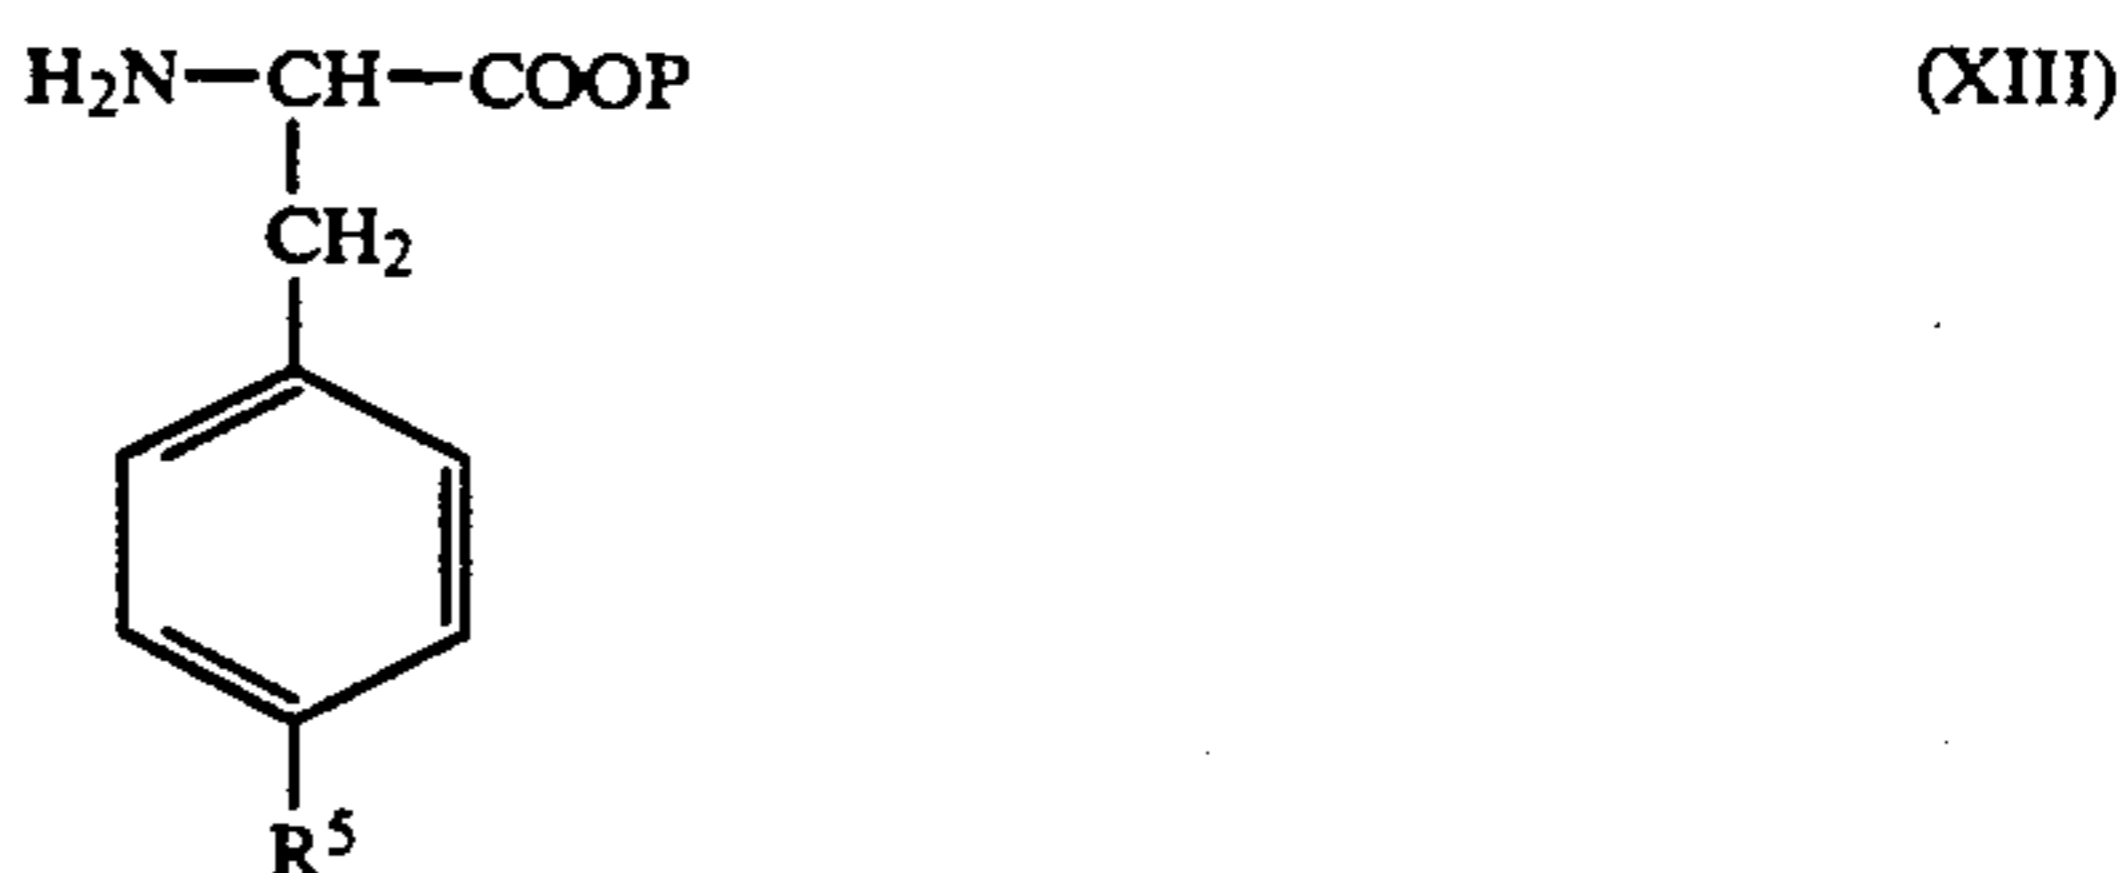 H₂N—CH—COOP (XIII)
CH₂
R⁵